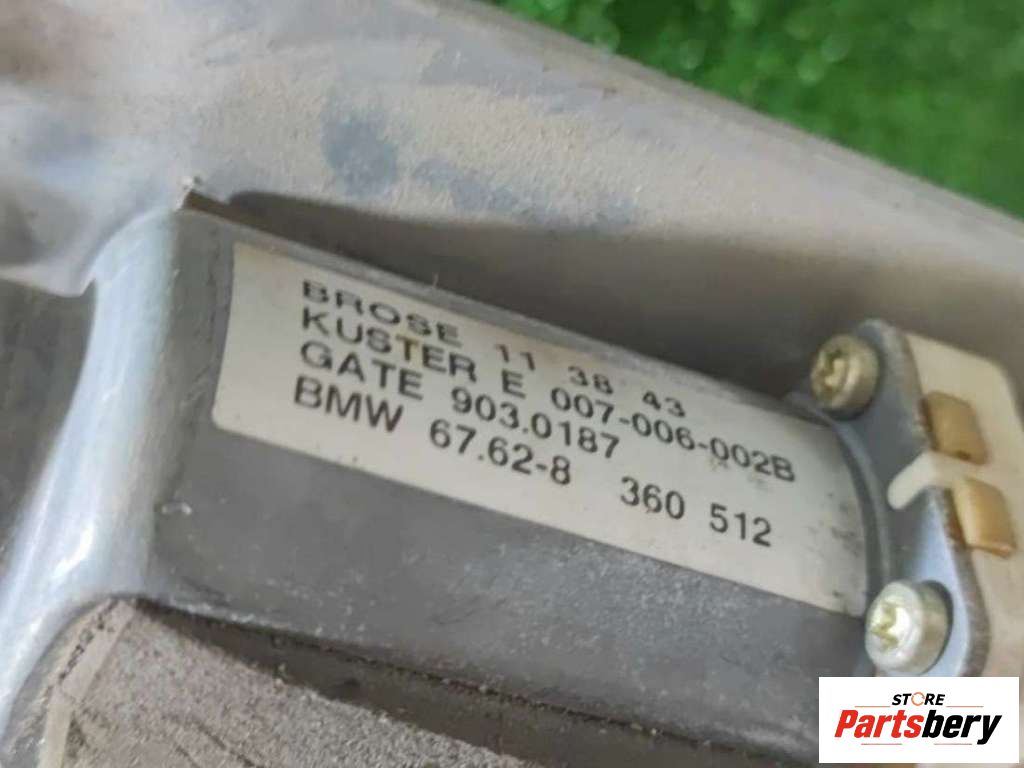 BROSE 11 38 43
KUSTER E 007-006-002B
GATE 903.0187
BMW 67.62-8 360 512
STORE
Partsbery